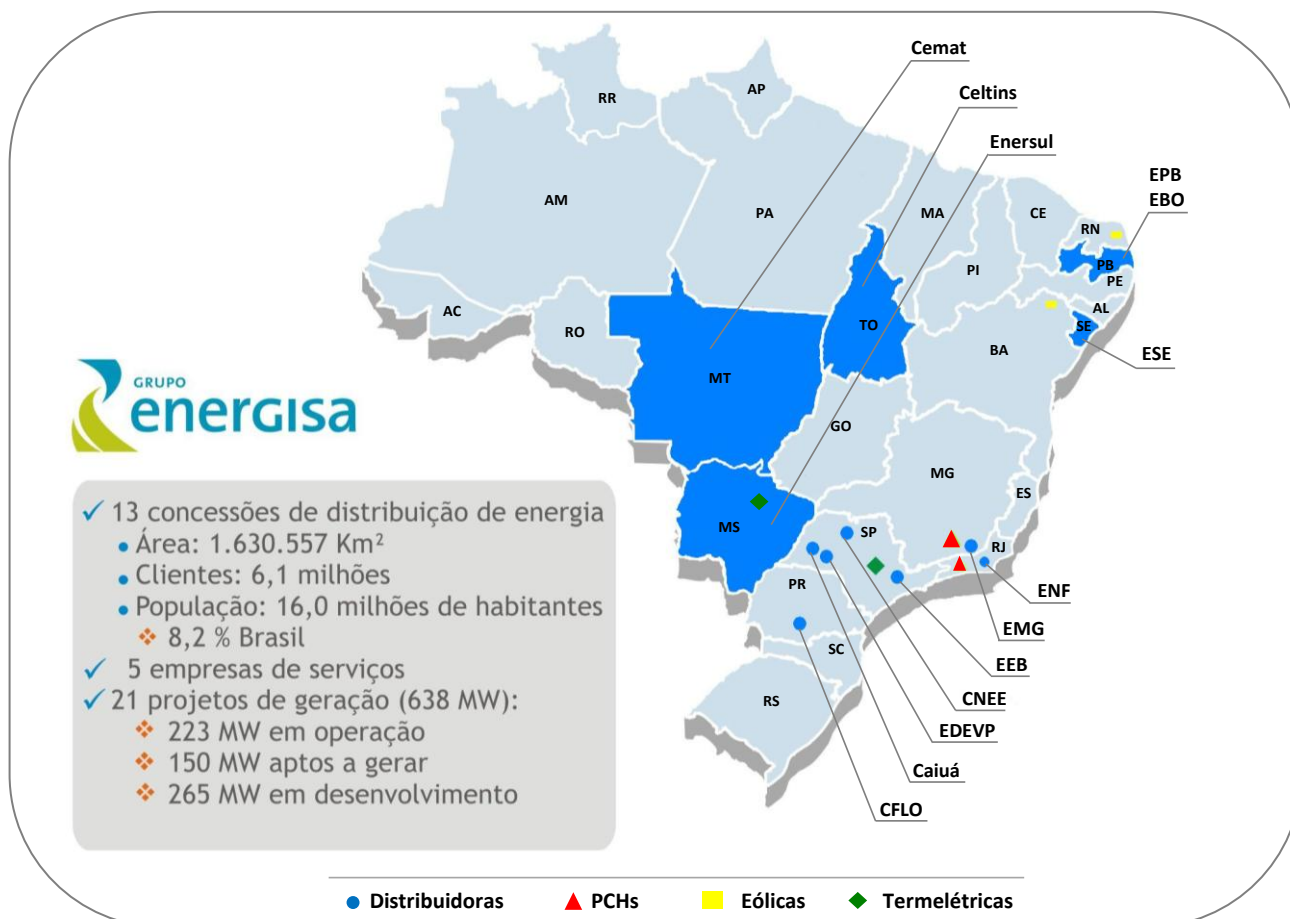 Cemat
Celtins
Enersul
EPB
EBO
ESE
RR
AP
AM
PA
MA
CE
RN
PB
PE
PI
AL
SE
AC
RO
TO
BA
MT
GO
MG
ES
MS
SP
RJ
PR
SC
RS
ENF
EMG
EEB
CNEE
EDEVP
Caiuá
CFLO
GRUPO
energisa
✓ 13 concessões de distribuição de energia
• Área: 1.630.557 Km²
• Clientes: 6,1 milhões
• População: 16,0 milhões de habitantes
❖ 8,2 % Brasil
✓ 5 empresas de serviços
✓ 21 projetos de geração (638 MW):
❖ 223 MW em operação
❖ 150 MW aptos a gerar
❖ 265 MW em desenvolvimento
Distribuidoras PCHs Eólicas Termelétricas